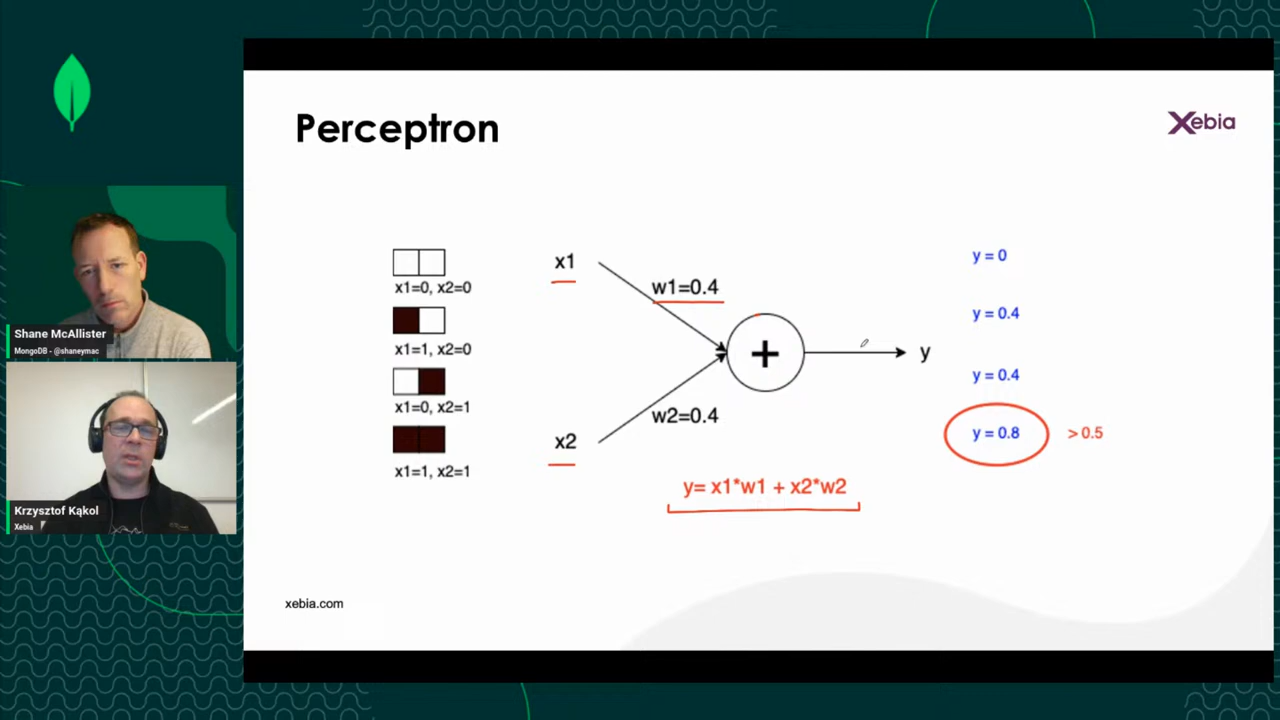 Perceptron
Xebia
x1=0, x2=0
x1=1, x2=0
x1=0, x2=1
x1=1, x2=1
x1
w1=0.4
+
y
x2
w2=0.4
y= x1*w1 + x2*w2
y = 0
y = 0.4
y = 0.4
y = 0.8
> 0.5
Shane McAllister
MongoDB - @shaneymac
Krzysztof Kąkol
Xebia
xebia.com